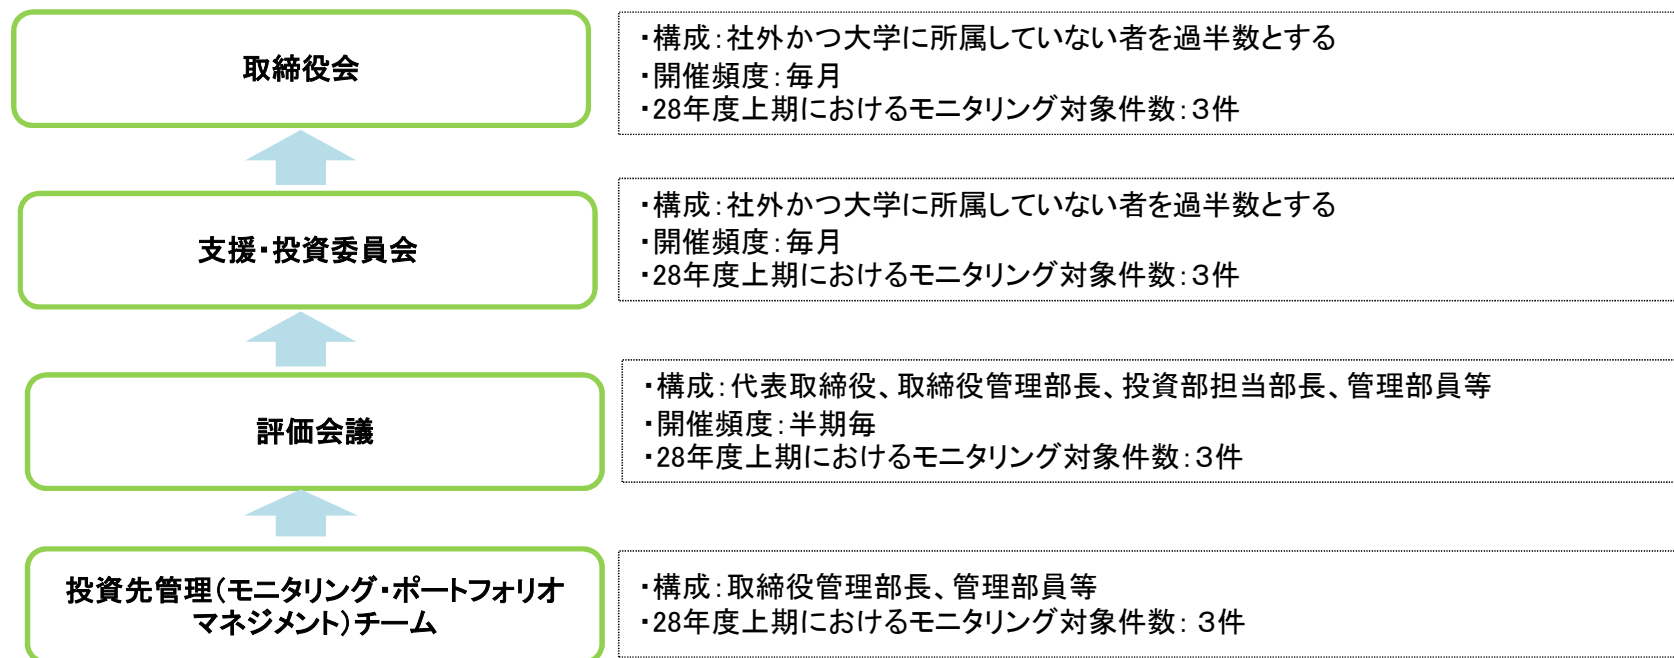 取締役会
・構成：社外かつ大学に所属していない者を過半数とする
・開催頻度：毎月
・28年度上期におけるモニタリング対象件数：３件
支援・投資委員会
・構成：社外かつ大学に所属していない者を過半数とする
・開催頻度：毎月
・28年度上期におけるモニタリング対象件数：３件
評価会議
・構成：代表取締役、取締役管理部長、投資部担当部長、管理部員等
・開催頻度：半期毎
・28年度上期におけるモニタリング対象件数：３件
投資先管理（モニタリング・ポートフォリオ
マネジメント）チーム
・構成：取締役管理部長、管理部員等
・28年度上期におけるモニタリング対象件数： ３件